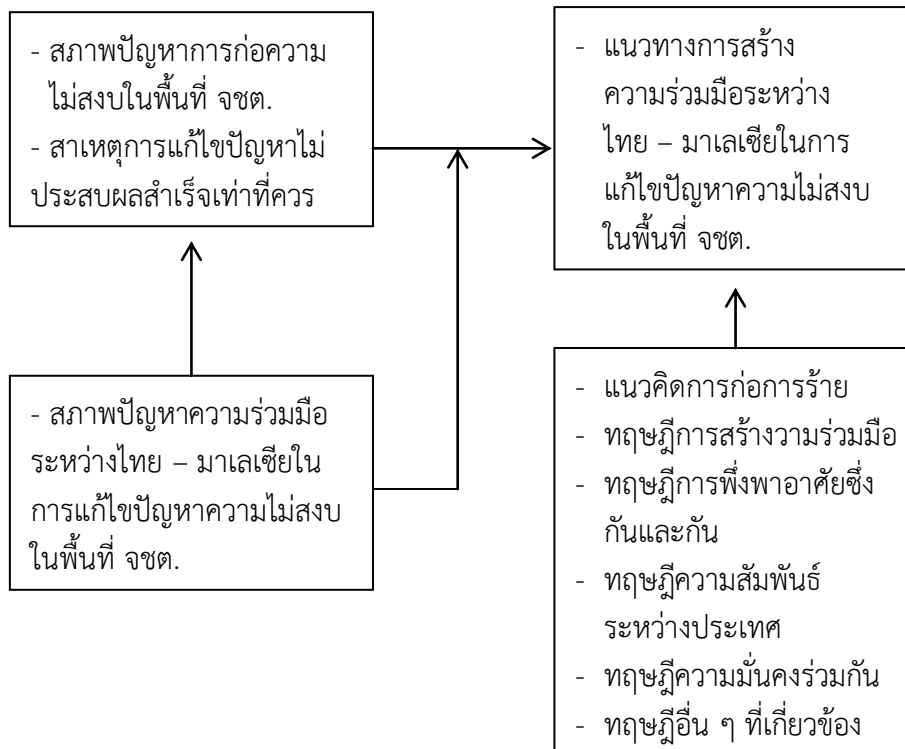 - สภาพปัญหาการก่อความ
ไม่สงบในพื้นที่ จชต.
- สาเหตุการแก้ไขปัญหาไม่
ประสบผลสำเร็จเท่าที่ควร
- แนวทางการสร้าง
ความร่วมมือระหว่าง
ไทย – มาเลเซียในการ
แก้ไขปัญหาความไม่สงบ
ในพื้นที่ จชต.
- สภาพปัญหาความร่วมมือ
ระหว่างไทย – มาเลเซียใน
การแก้ไขปัญหาความไม่สงบ
ในพื้นที่ จชต.
- แนวคิดการก่อการร้าย
- ทฤษฎีการสร้างวามร่วมมือ
- ทฤษฎีการพึ่งพาอาศัยซึ่ง
กันและกัน
- ทฤษฎีความสัมพันธ์
ระหว่างประเทศ
- ทฤษฎีความมั่นคงร่วมกัน
- ทฤษฎีอื่น ๆ ที่เกี่ยวข้อง